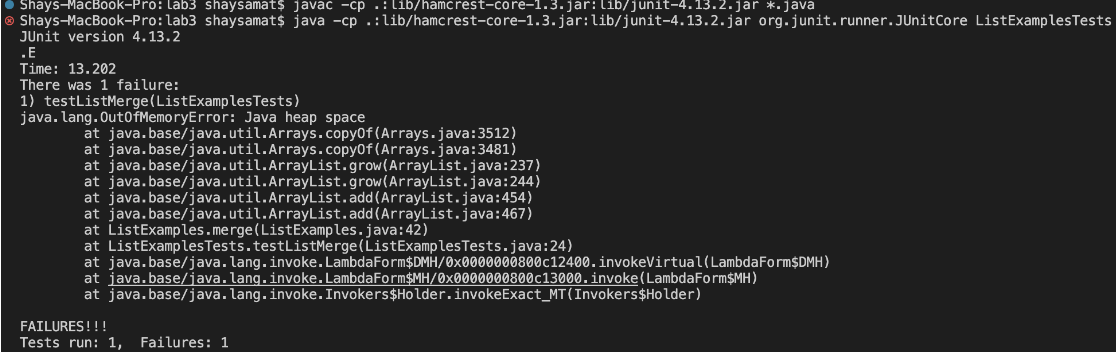 Shays-MacBook-Pro:lab3 shaysamat$ javac -cp .:lib/hamcrest-core-1.3.jar:lib/junit-4.13.2.jar *.java
Shays-MacBook-Pro:lab3 shaysamat$ java -cp .:lib/hamcrest-core-1.3.jar:lib/junit-4.13.2.jar org.junit.runner.JUnitCore ListExamplesTests
JUnit version 4.13.2
.E
Time: 13.202
There was 1 failure:
1) testListMerge(ListExamplesTests)
java.lang.OutOfMemoryError: Java heap space
        at java.base/java.util.Arrays.copyOf(Arrays.java:3512)
        at java.base/java.util.Arrays.copyOf(Arrays.java:3481)
        at java.base/java.util.ArrayList.grow(ArrayList.java:237)
        at java.base/java.util.ArrayList.grow(ArrayList.java:244)
        at java.base/java.util.ArrayList.add(ArrayList.java:454)
        at java.base/java.util.ArrayList.add(ArrayList.java:467)
        at ListExamples.merge(ListExamples.java:42)
        at ListExamplesTests.testListMerge(ListExamplesTests.java:24)
        at java.base/java.lang.invoke.LambdaForm$DMH/0x0000000800c12400.invokeVirtual(LambdaForm$DMH)
        at java.base/java.lang.invoke.LambdaForm$MH/0x0000000800c13000.invoke(LambdaForm$MH)
        at java.base/java.lang.invoke.Invokers$Holder.invokeExact_MT(Invokers$Holder)
FAILURES!!!
Tests run: 1,  Failures: 1